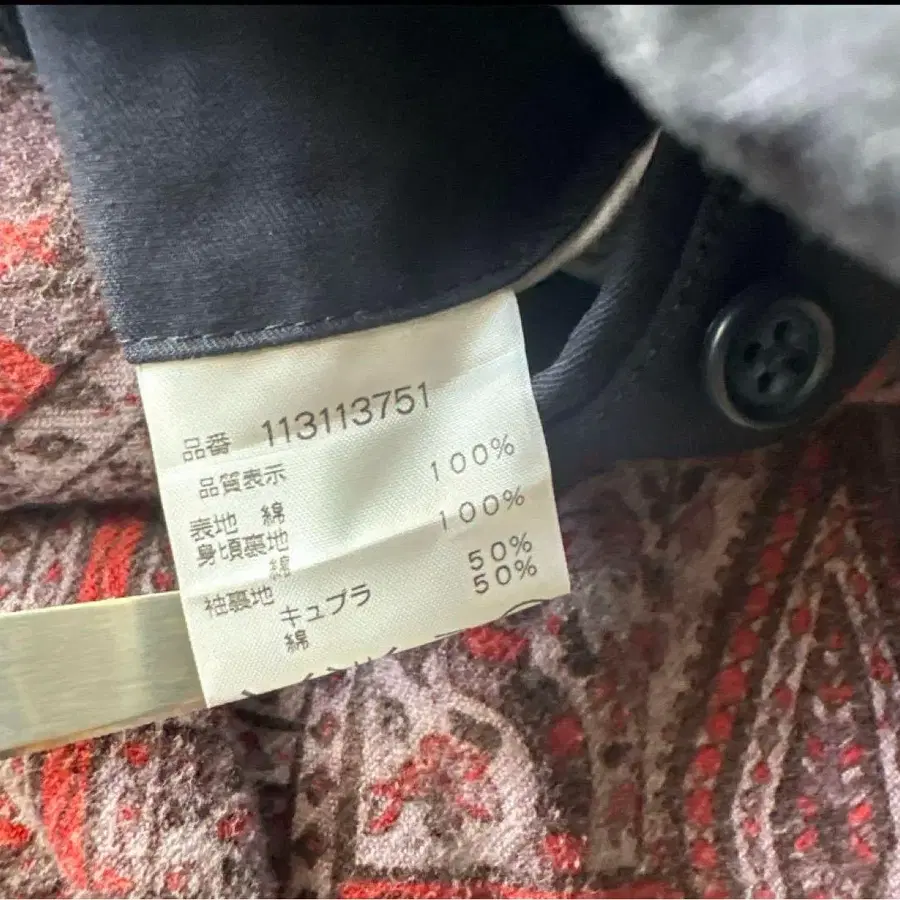 品番 113113751
品質表示
表地 綿 100%
身頃裏地
綿 100%
袖裏地
キュプラ 50%
綿 50%